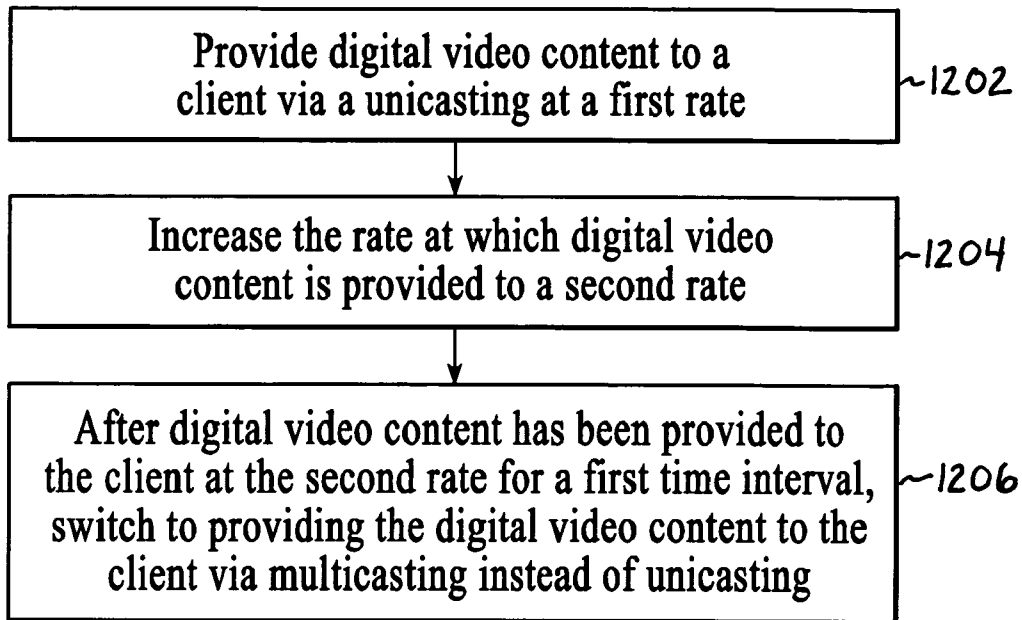 Provide digital video content to a
client via a unicasting at a first rate
~1202
Increase the rate at which digital video
content is provided to a second rate
~1204
After digital video content has been provided to
the client at the second rate for a first time interval,
switch to providing the digital video content to the
client via multicasting instead of unicasting
~1206